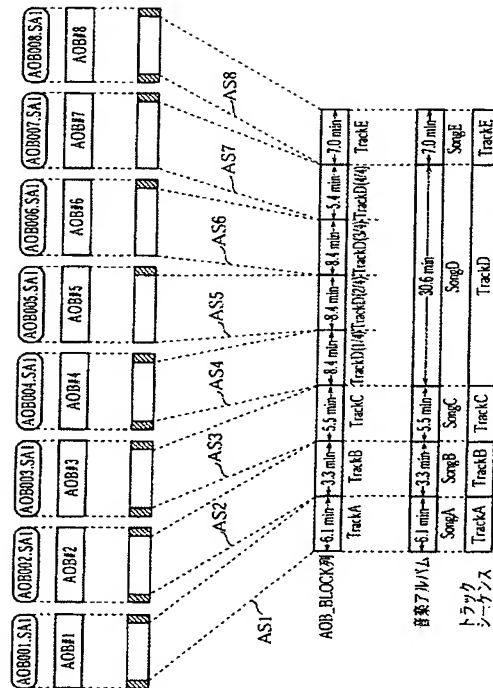 AOB001.SA1 AOB002.SA1 AOB003.SA1 AOB004.SA1 AOB005.SA1 AOB006.SA1 AOB007.SA1 AOB008.SA1
AOB#1 AOB#2 AOB#3 AOB#4 AOB#5 AOB#6 AOB#7 AOB#8
AS1 AS2 AS3 AS4 AS5 AS6 AS7 AS8
AOB_BLOCK列 6.1 min 3.3 min 5.5 min 8.4 min 8.4 min 8.4 min 5.4 min 7.0 min
TrackA TrackB TrackC TrackD(1/4) TrackD(2/4) TrackD(3/4) TrackD(4/4) TrackE
音楽アルバム 6.1 min 3.3 min 5.5 min 30.6 min 7.0 min
SongA SongB SongC SongD SongE
トラック
シーケンス TrackA TrackB TrackC TrackD TrackE